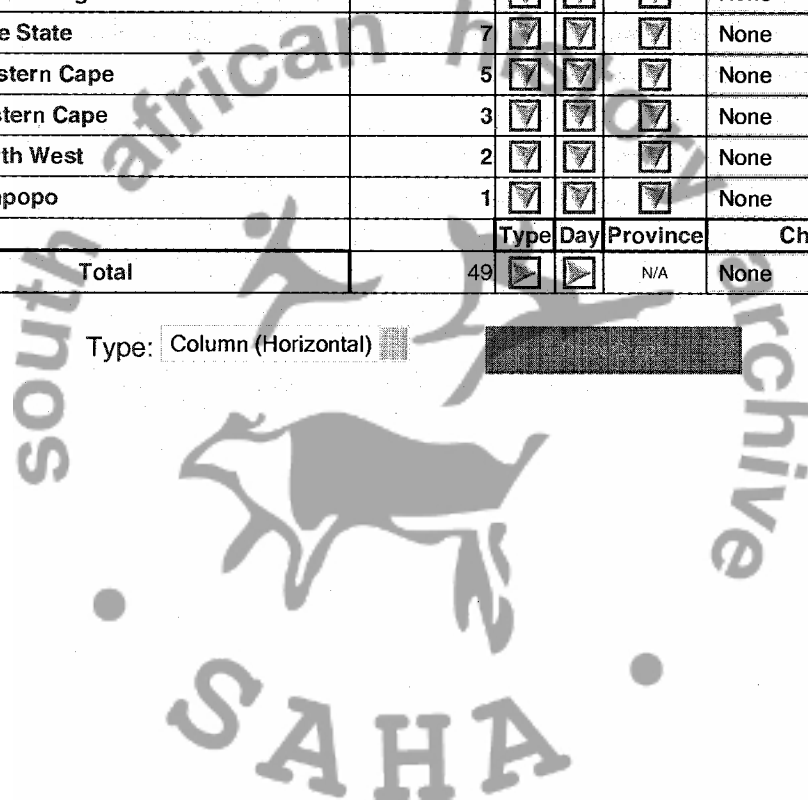 e State 7 None
stern Cape 5 None
stern Cape 3 None
th West 2 None
popo 1 None
Type Day Province Ch
Total 49 N/A None
Type: Column (Horizontal)
south african history archive
SAHA